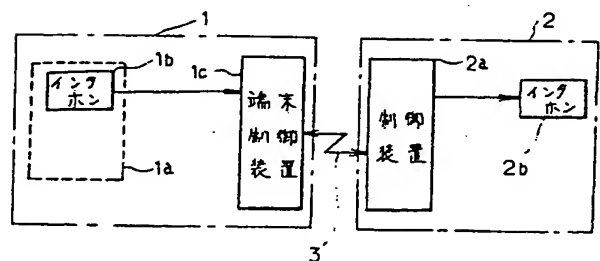 1
2
1b
1c
2a
インタ
ホン
端末
制御
装置
制御
装置
インタ
ホン
1a
2b
3´